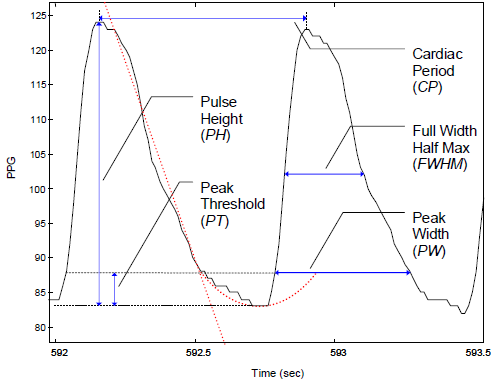 125
120
115
110
105
100
95
90
85
80
PPG
592
592.5
593
593.5
Time (sec)
Pulse
Height
(PH)
Peak
Threshold
(PT)
Cardiac
Period
(CP)
Full Width
Half Max
(FWHM)
Peak
Width
(PW)